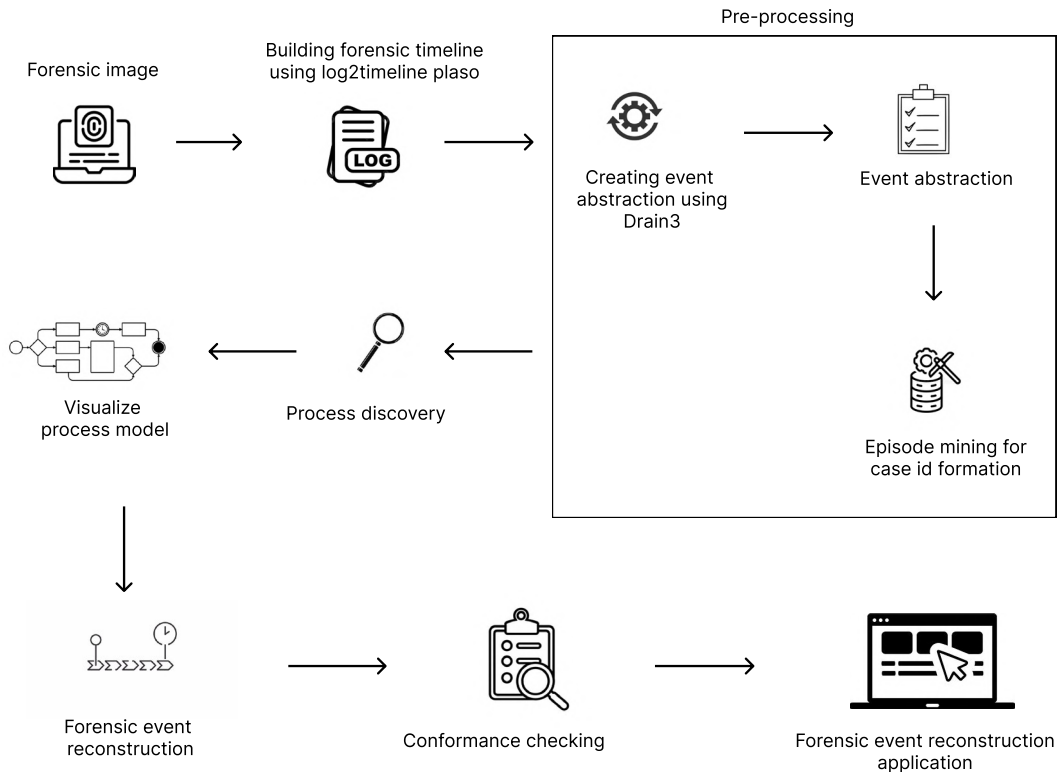 Pre-processing
Forensic image
Building forensic timeline
using log2timeline plaso
LOG
Creating event
abstraction using
Drain3
Event abstraction
Episode mining for
case id formation
Process discovery
Visualize
process model
Forensic event
reconstruction
Conformance checking
Forensic event reconstruction
application